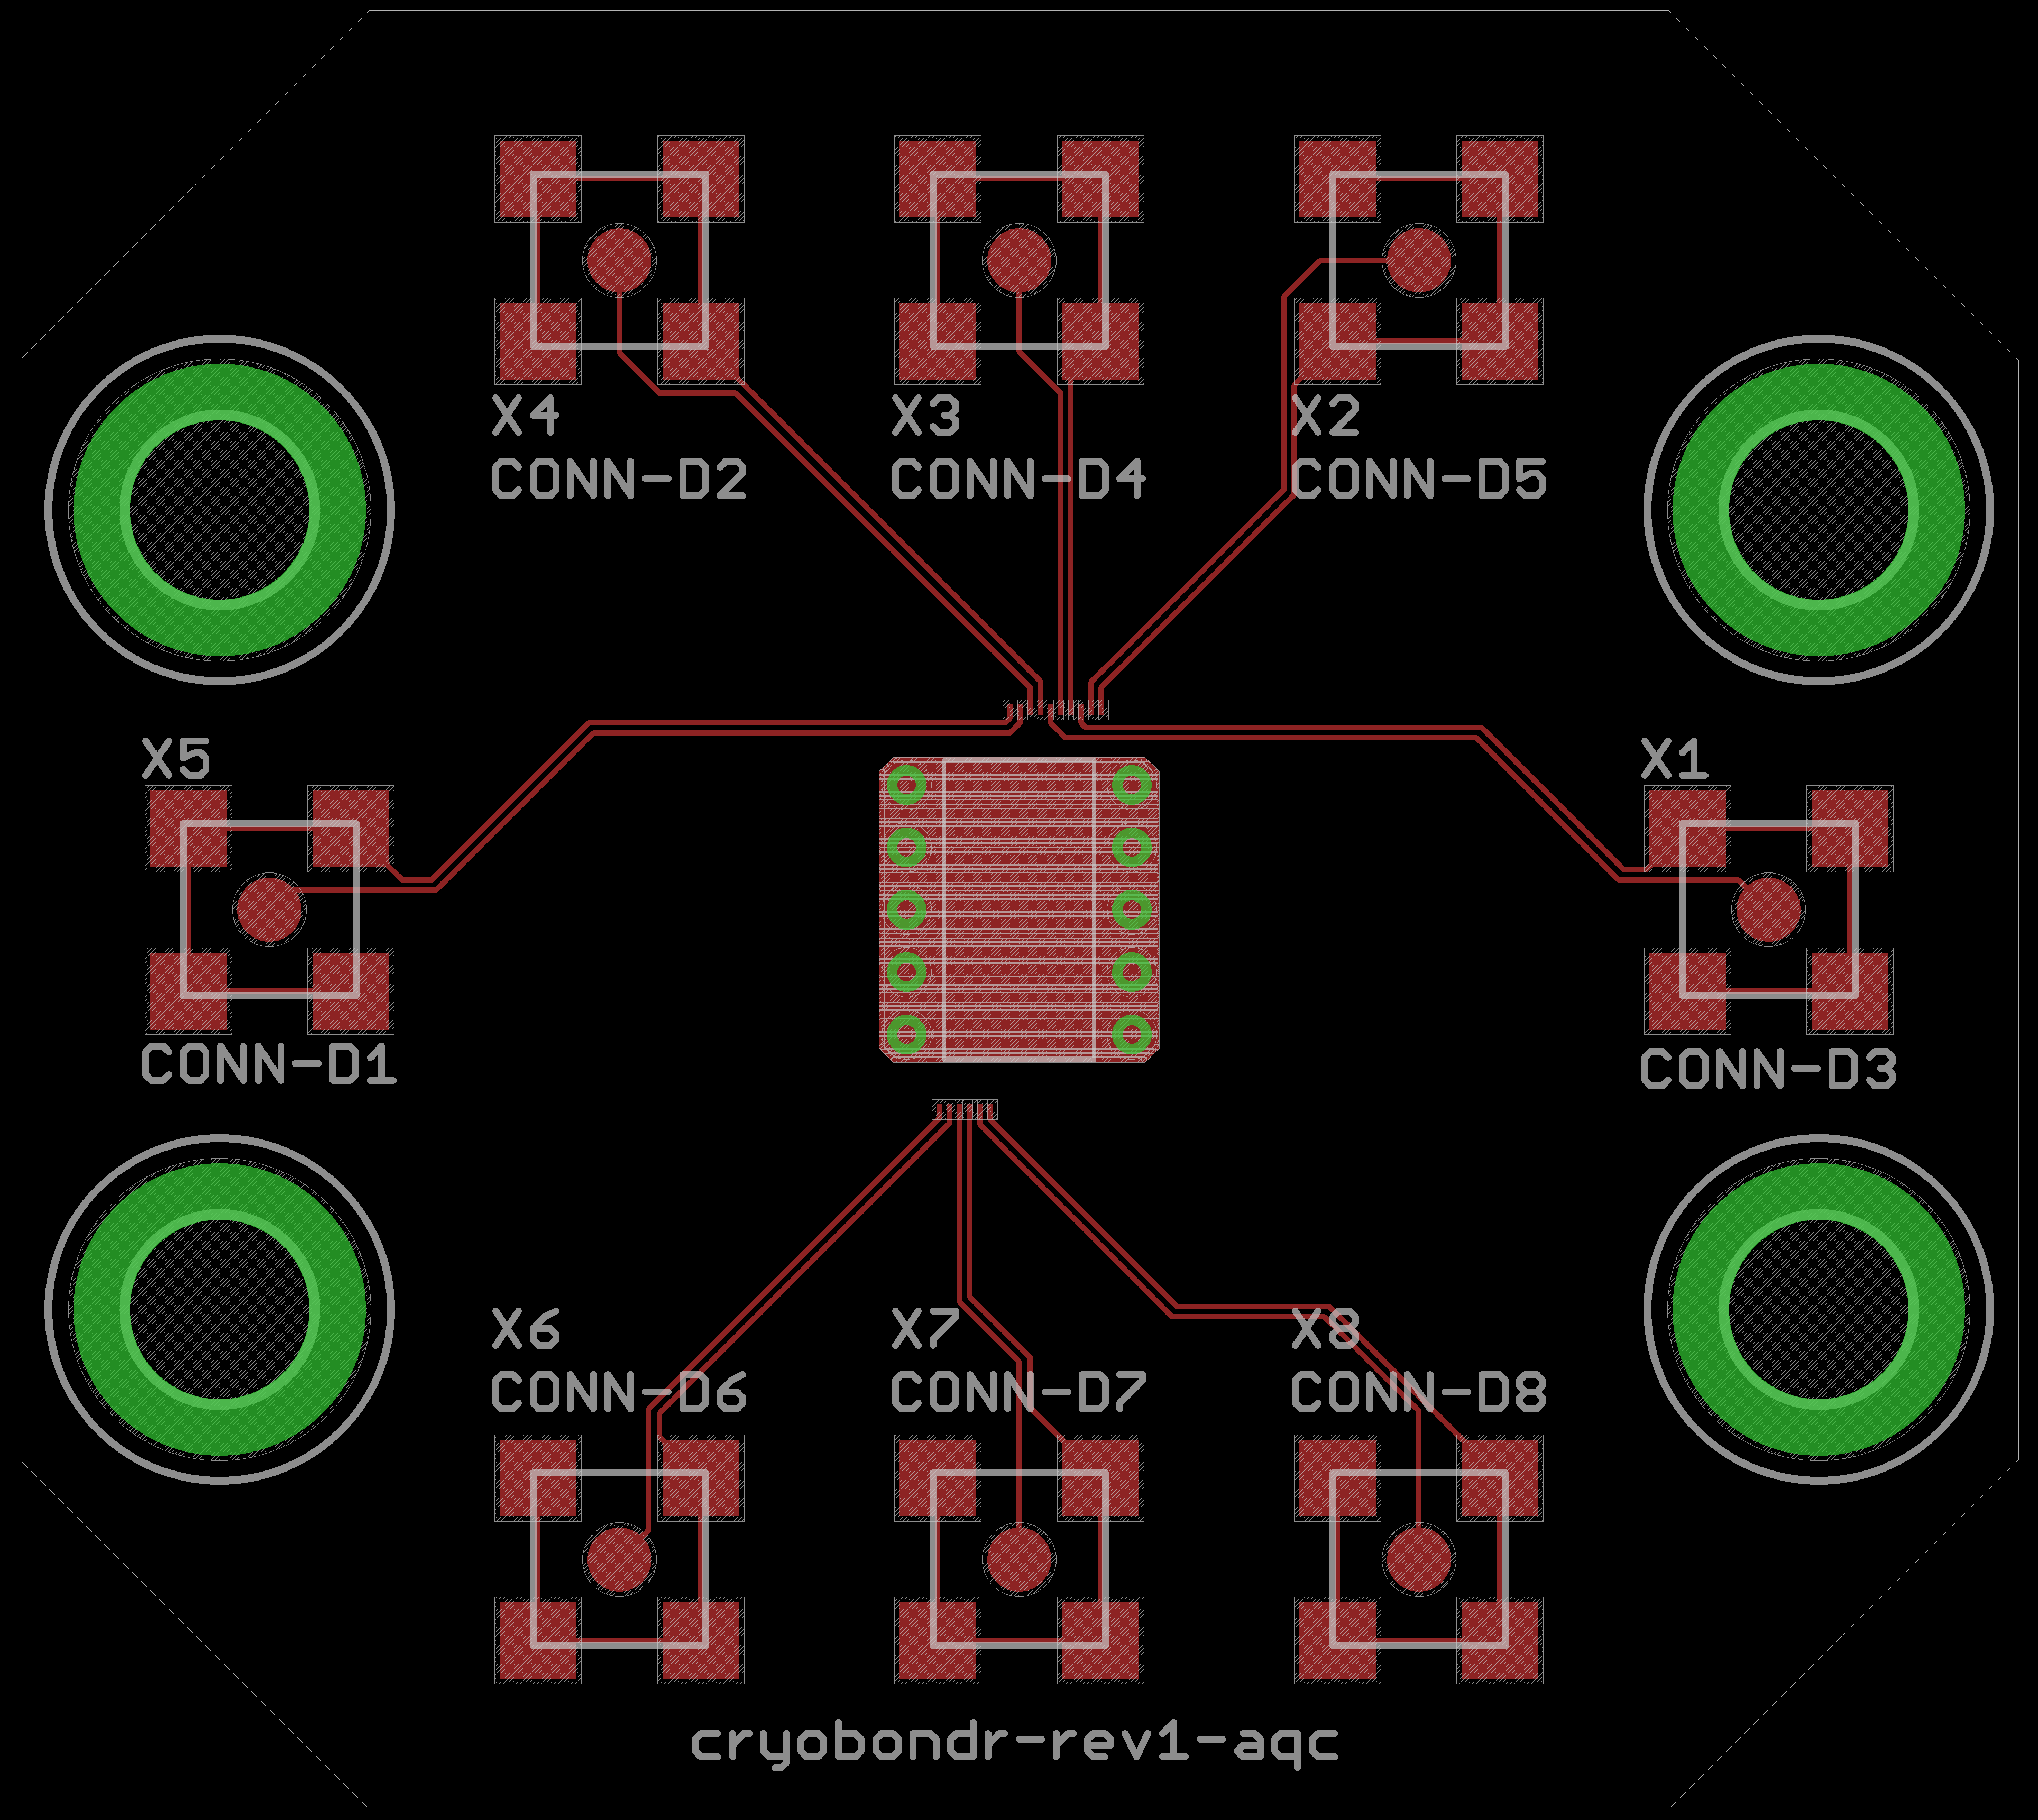 X4
CONN-D2
X3
CONN-D4
X2
CONN-D5
X5
CONN-D1
X1
CONN-D3
X6
CONN-D6
X7
CONN-D7
X8
CONN-D8
cryobondr-rev1-aqc